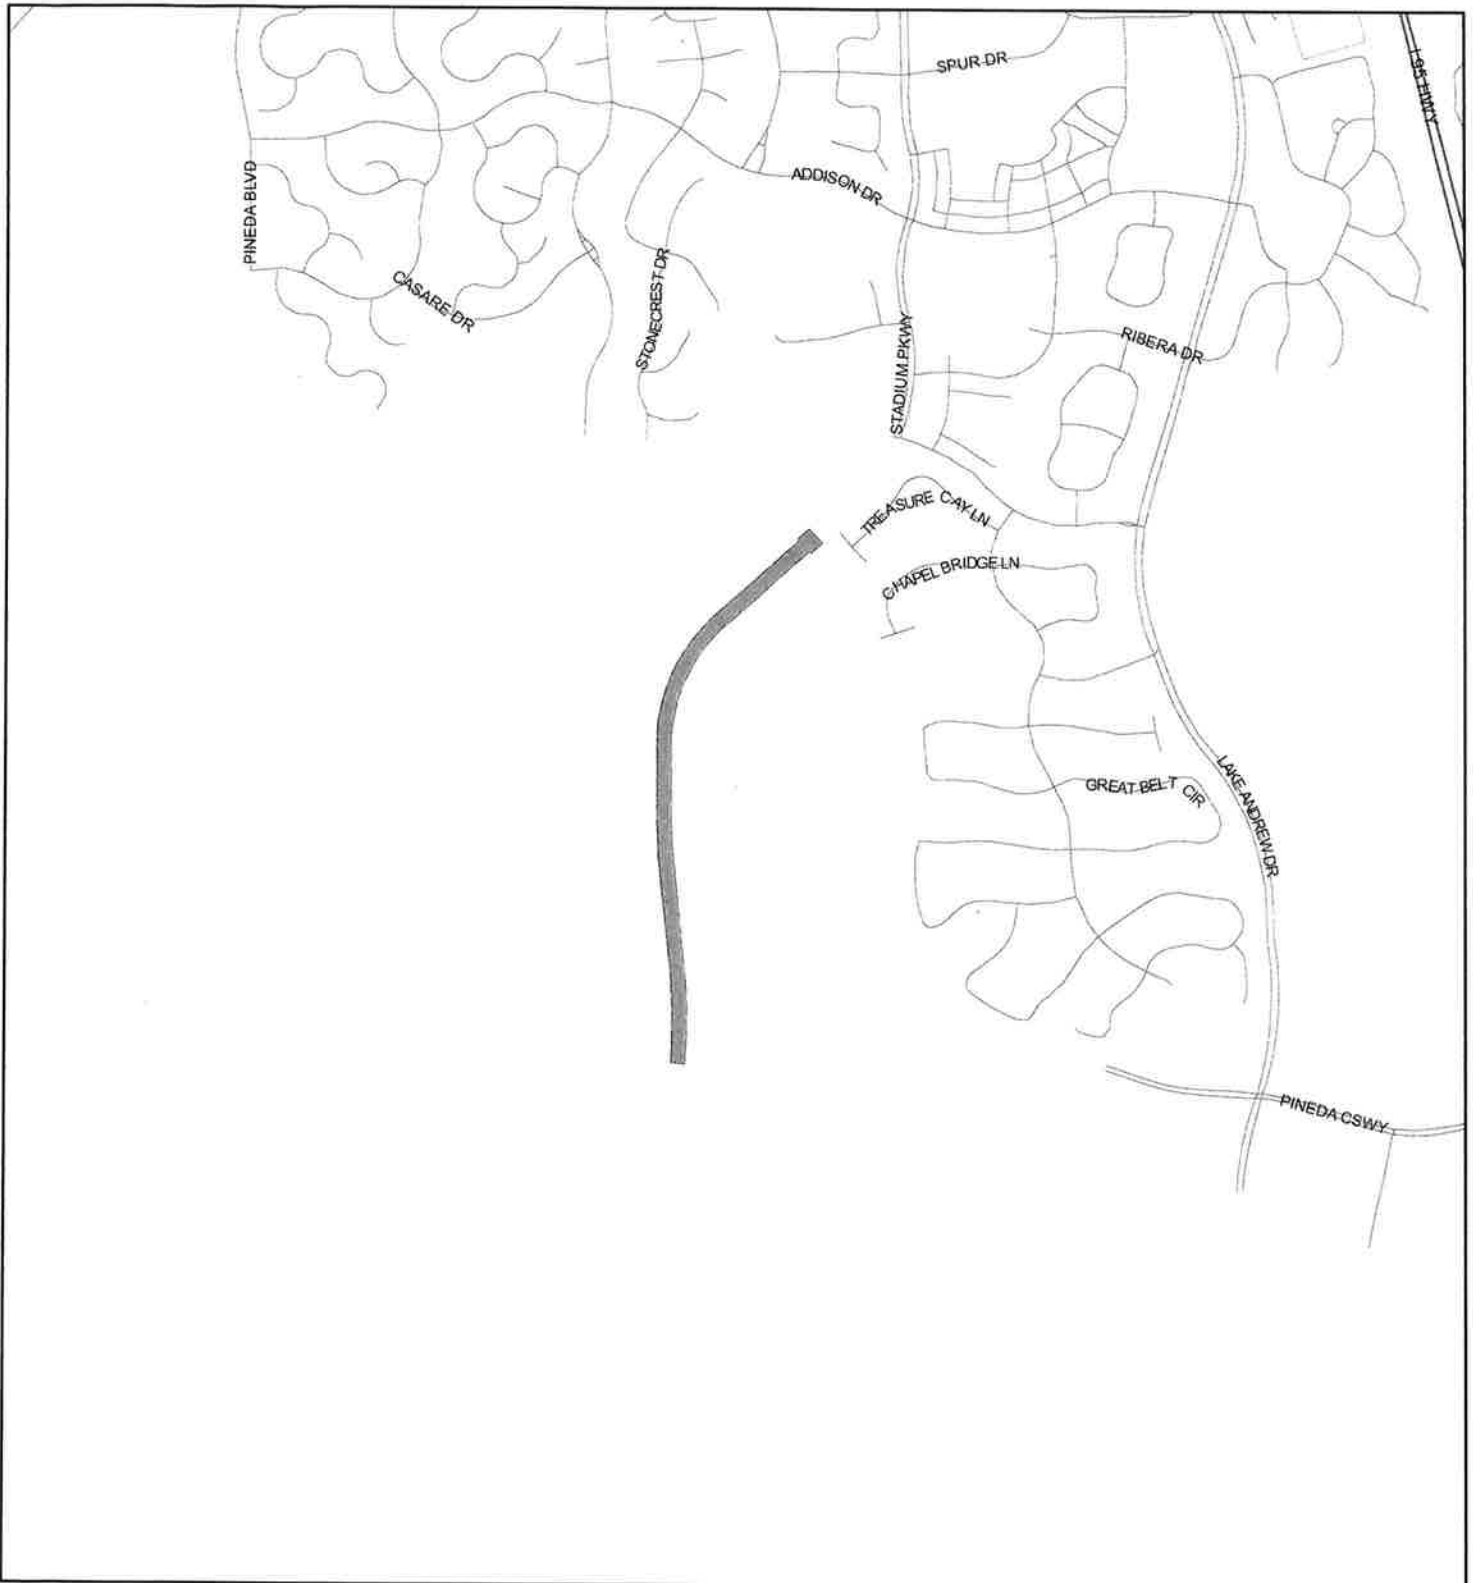 SPUR DR
I-95 HWY
PINEDA BLVD
ADDISON DR
CASARE DR
STONECREST DR
STADIUM PKWY
RIBERA DR
TREASURE CAY LN
CHAPEL BRIDGE LN
GREAT BELT CIR
LAKE ANDREW DR
PINEDA CSWY